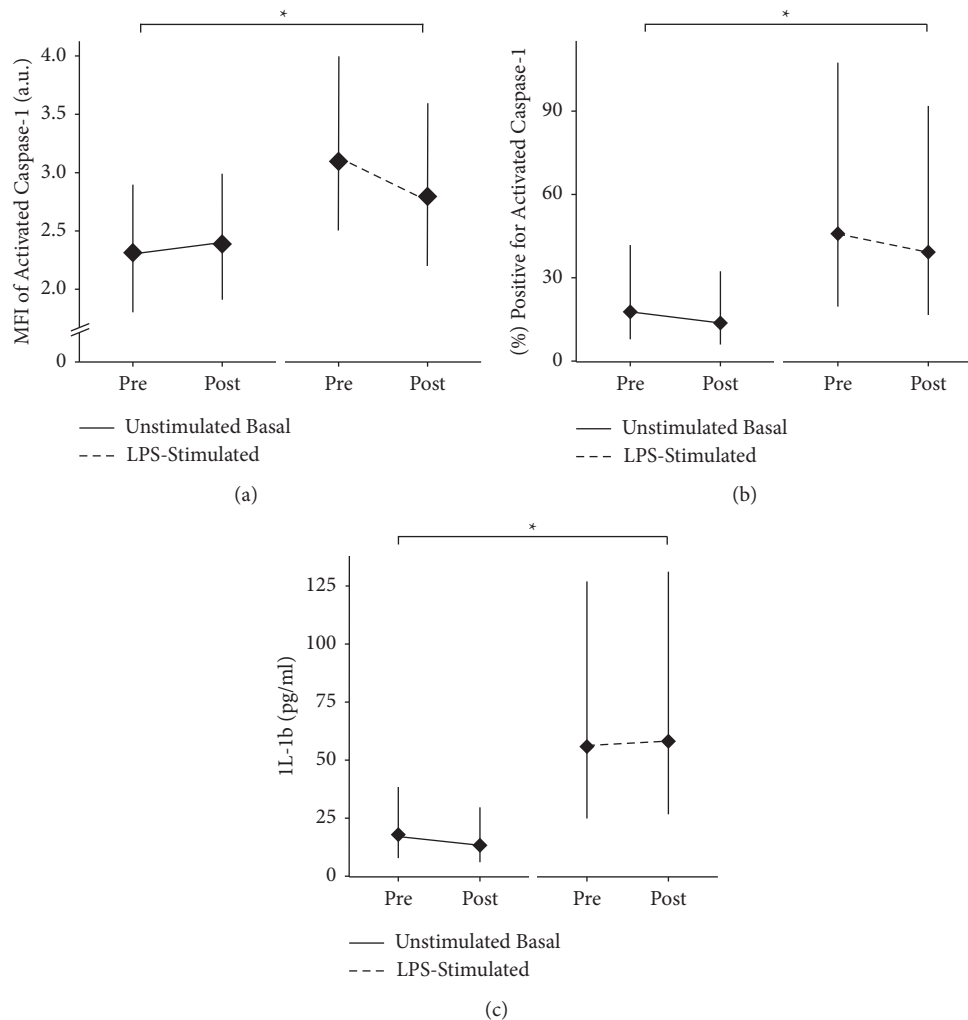 *
MFI of Activated Caspase-1 (a.u.)
4.0
3.5
3.0
2.5
2.0
0
Pre
Post
Pre
Post
Unstimulated Basal
LPS-Stimulated
(a)
*
(%) Positive for Activated Caspase-1
90
60
30
0
Pre
Post
Pre
Post
Unstimulated Basal
LPS-Stimulated
(b)
*
1L-1b (pg/ml)
125
100
75
50
25
0
Pre
Post
Pre
Post
Unstimulated Basal
LPS-Stimulated
(c)